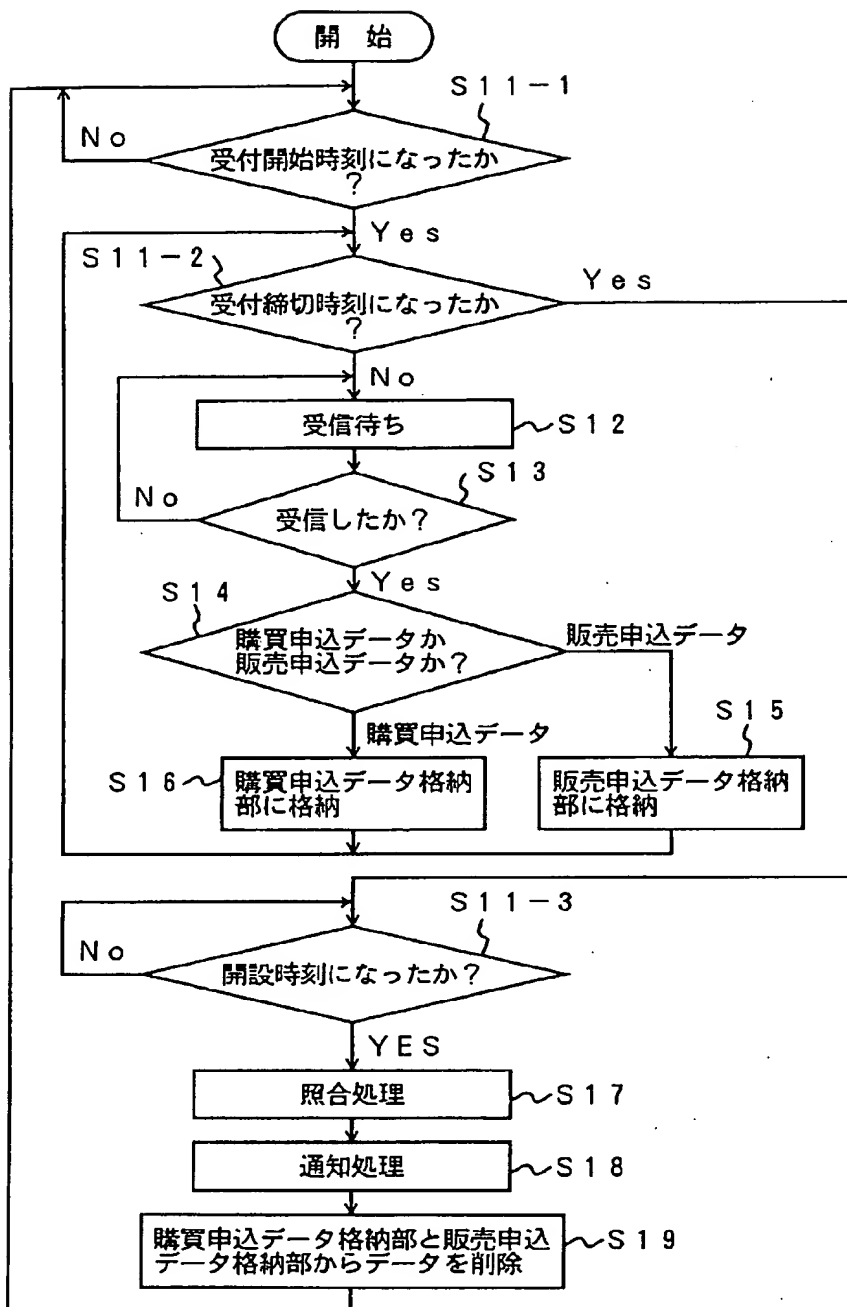 開 始
S11-1
No
受付開始時刻になったか
?
Yes
S11-2
受付締切時刻になったか
?
Yes
No
受信待ち
S12
S13
No
受信したか?
Yes
S14
購買申込データか
販売申込データか?
販売申込データ
購買申込データ
S15
S16
購買申込データ格納
部に格納
販売申込データ格納
部に格納
S11-3
No
開設時刻になったか?
YES
照合処理
S17
通知処理
S18
購買申込データ格納部と販売申込
データ格納部からデータを削除
S19